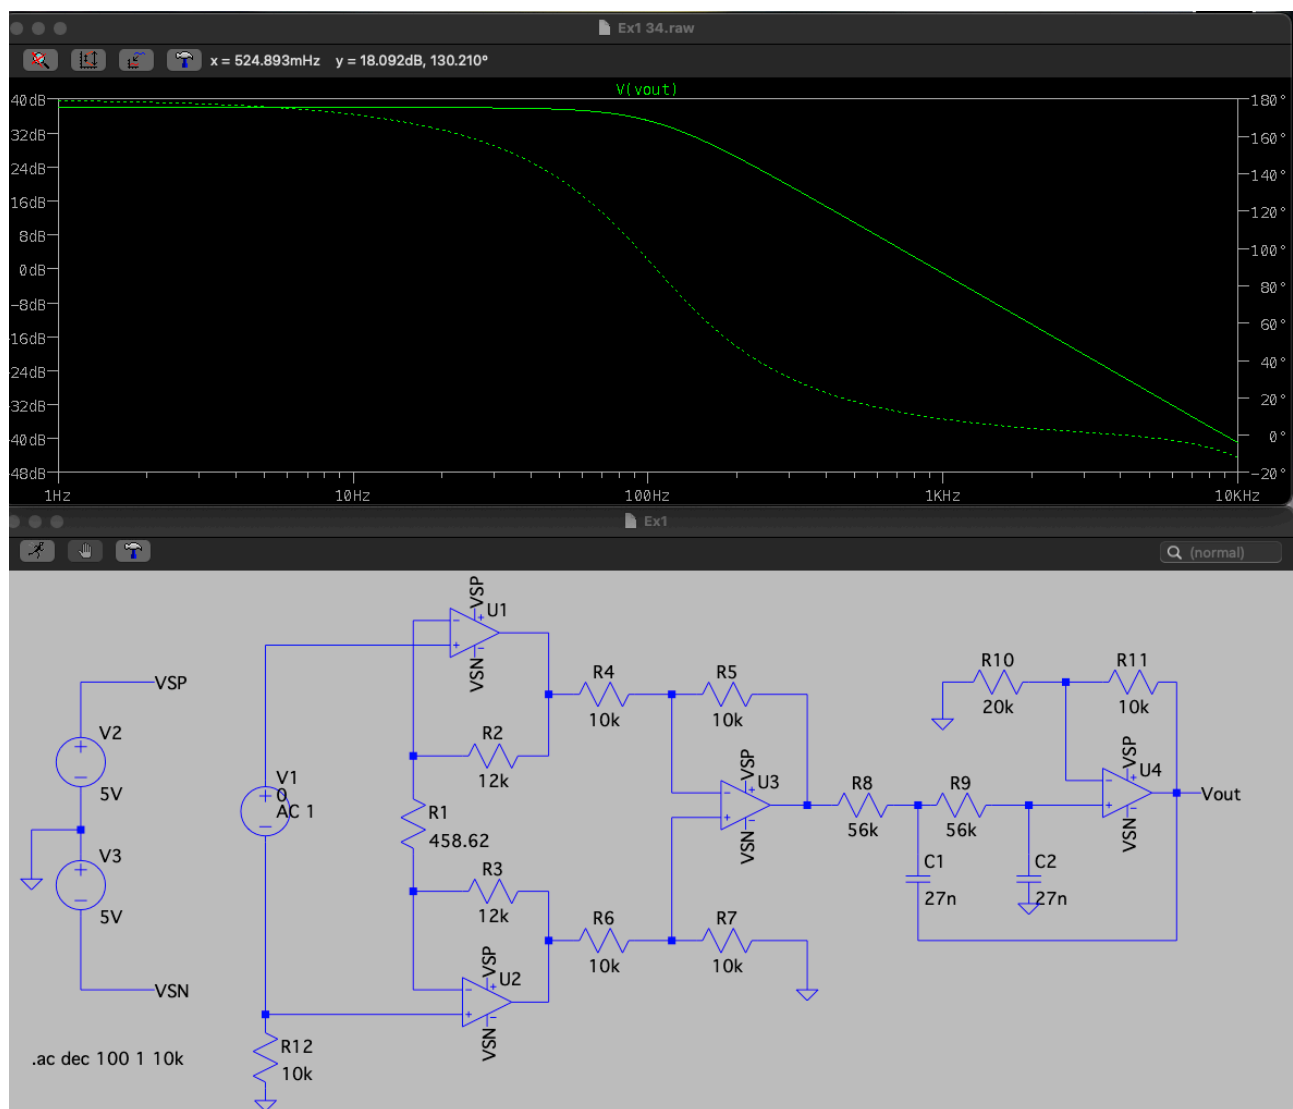 Ex1 34.raw
x = 524.893mHz y = 18.092dB, 130.210°
V(vout)
40dB 180°
32dB 160°
24dB 140°
16dB 120°
8dB 100°
0dB 80°
-8dB 60°
-16dB 40°
-24dB 20°
-32dB 0°
-40dB -20°
-48dB
1Hz 10Hz 100Hz 1KHz 10KHz
Ex1
(normal)
VSP
V2
5V
V3
5V
VSN
.ac dec 100 1 10k
V1
0
AC 1
R12
10k
VSP
U1
VSN
R2
12k
R1
458.62
R3
12k
VSP
U2
VSN
R4
10k
R5
10k
VSP
U3
VSN
R6
10k
R7
10k
R8
56k
R9
56k
C1
27n
C2
27n
R10
20k
R11
10k
VSP
U4
VSN
Vout